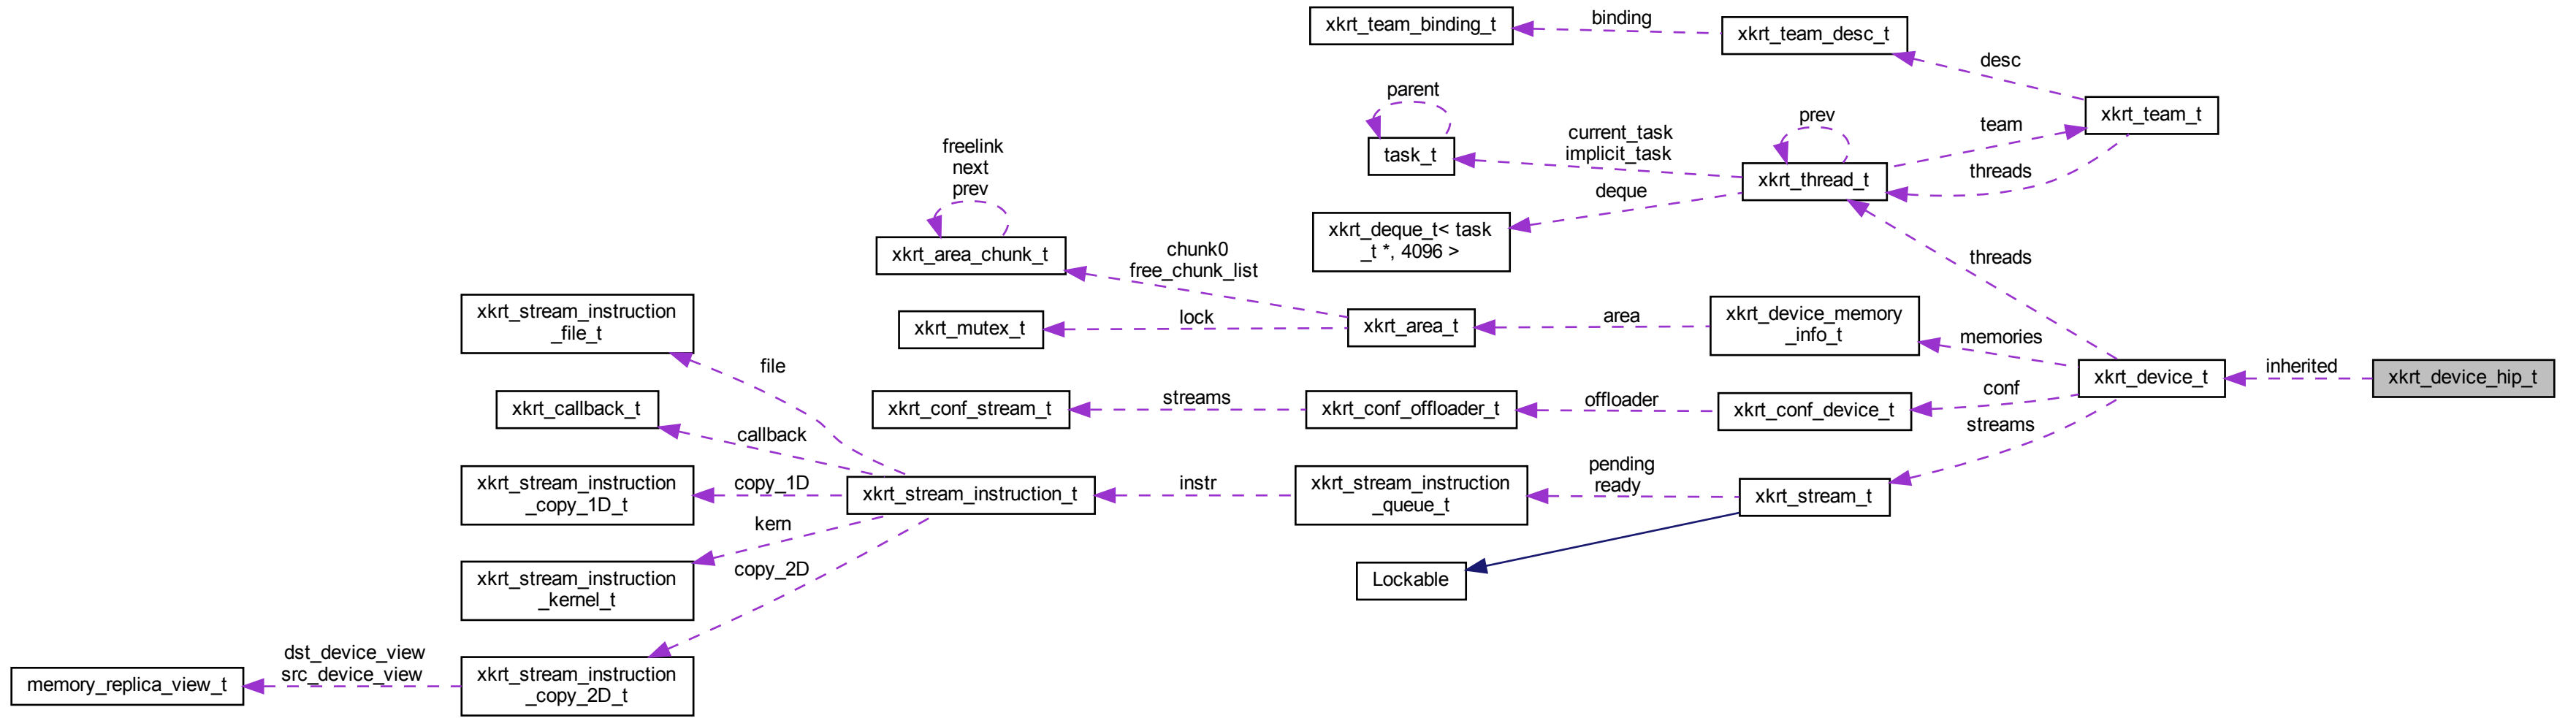 xkrt_team_binding_t
binding
xkrt_team_desc_t
desc
xkrt_team_t
parent
task_t
current_task
implicit_task
prev
team
threads
xkrt_thread_t
deque
xkrt_deque_t< task
_t *, 4096 >
threads
freelink
next
prev
xkrt_area_chunk_t
chunk0
free_chunk_list
xkrt_mutex_t
lock
xkrt_area_t
area
xkrt_device_memory
_info_t
memories
xkrt_device_t
inherited
xkrt_device_hip_t
xkrt_stream_instruction
_file_t
file
xkrt_callback_t
callback
xkrt_conf_stream_t
streams
xkrt_conf_offloader_t
offloader
xkrt_conf_device_t
conf
streams
xkrt_stream_instruction
_copy_1D_t
copy_1D
xkrt_stream_instruction_t
instr
xkrt_stream_instruction
_queue_t
pending
ready
xkrt_stream_t
kern
xkrt_stream_instruction
_kernel_t
copy_2D
Lockable
memory_replica_view_t
dst_device_view
src_device_view
xkrt_stream_instruction
_copy_2D_t